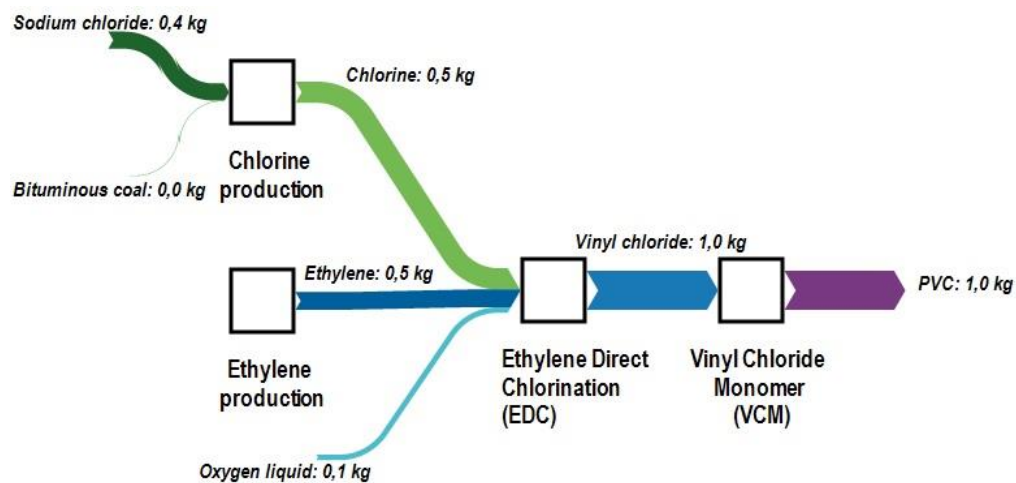 Sodium chloride: 0,4 kg
Chlorine: 0,5 kg
Chlorine
production
Bituminous coal: 0,0 kg
Vinyl chloride: 1,0 kg
Ethylene: 0,5 kg
PVC: 1,0 kg
Ethylene
production
Ethylene Direct
Chlorination
(EDC)
Vinyl Chloride
Monomer
(VCM)
Oxygen liquid: 0,1 kg